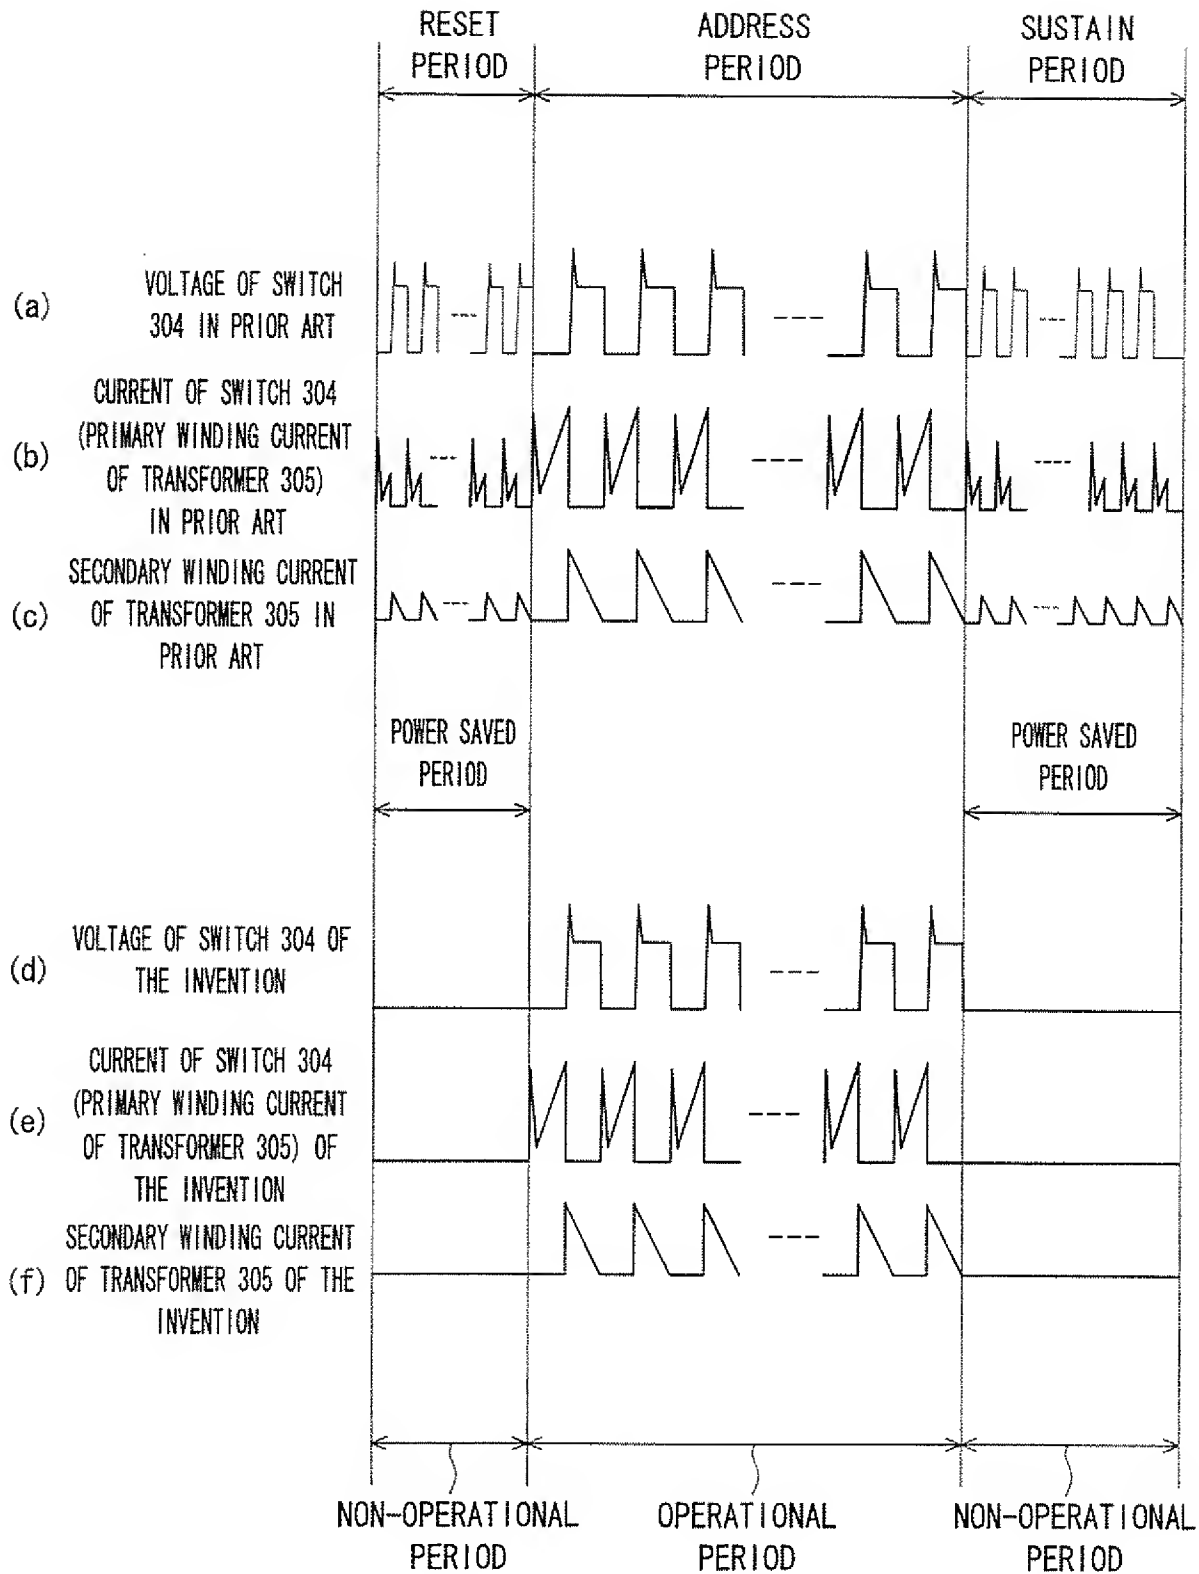 RESET
PERIOD
ADDRESS
PERIOD
SUSTAIN
PERIOD
(a)
VOLTAGE OF SWITCH
304 IN PRIOR ART
(b)
CURRENT OF SWITCH 304
(PRIMARY WINDING CURRENT
OF TRANSFORMER 305)
IN PRIOR ART
(c)
SECONDARY WINDING CURRENT
OF TRANSFORMER 305 IN
PRIOR ART
POWER SAVED
PERIOD
POWER SAVED
PERIOD
(d)
VOLTAGE OF SWITCH 304 OF
THE INVENTION
(e)
CURRENT OF SWITCH 304
(PRIMARY WINDING CURRENT
OF TRANSFORMER 305) OF
THE INVENTION
(f)
SECONDARY WINDING CURRENT
OF TRANSFORMER 305 OF THE
INVENTION
NON-OPERATIONAL
PERIOD
OPERATIONAL
PERIOD
NON-OPERATIONAL
PERIOD